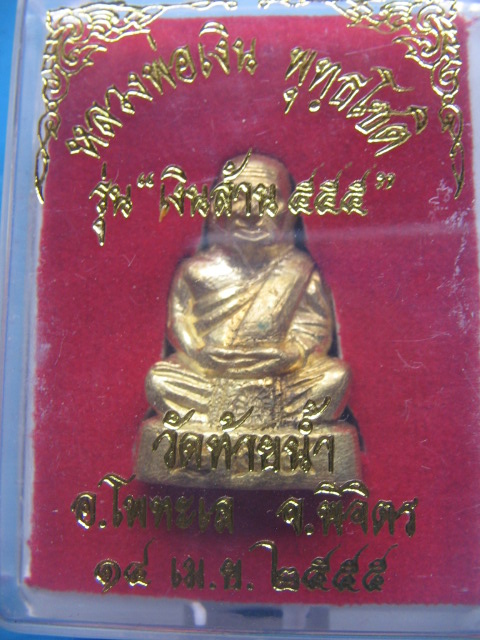 หลวงพ่อเงิน พุทฺธโชติ
รุ่น "เงินล้าน ๕๕๕"
วัดท้ายน้ำ
อ.โพทะเล จ.พิจิตร
๑๔ เม.ย. ๒๕๕๕